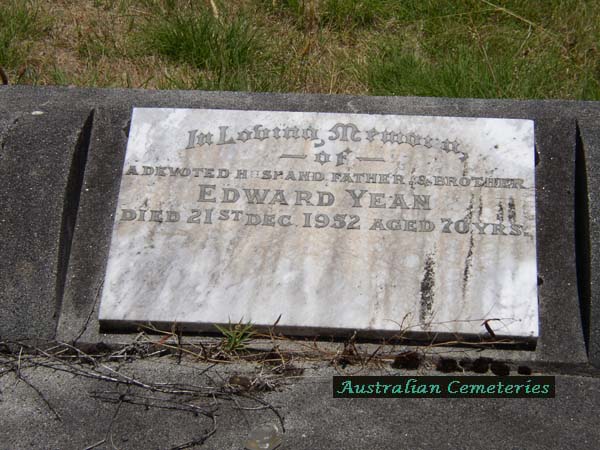 In Loving Memory
of
A DEVOTED HUSBAND FATHER & BROTHER
EDWARD YEAN
DIED 21ST DEC. 1952 AGED 70 YRS.
Australian Cemeteries